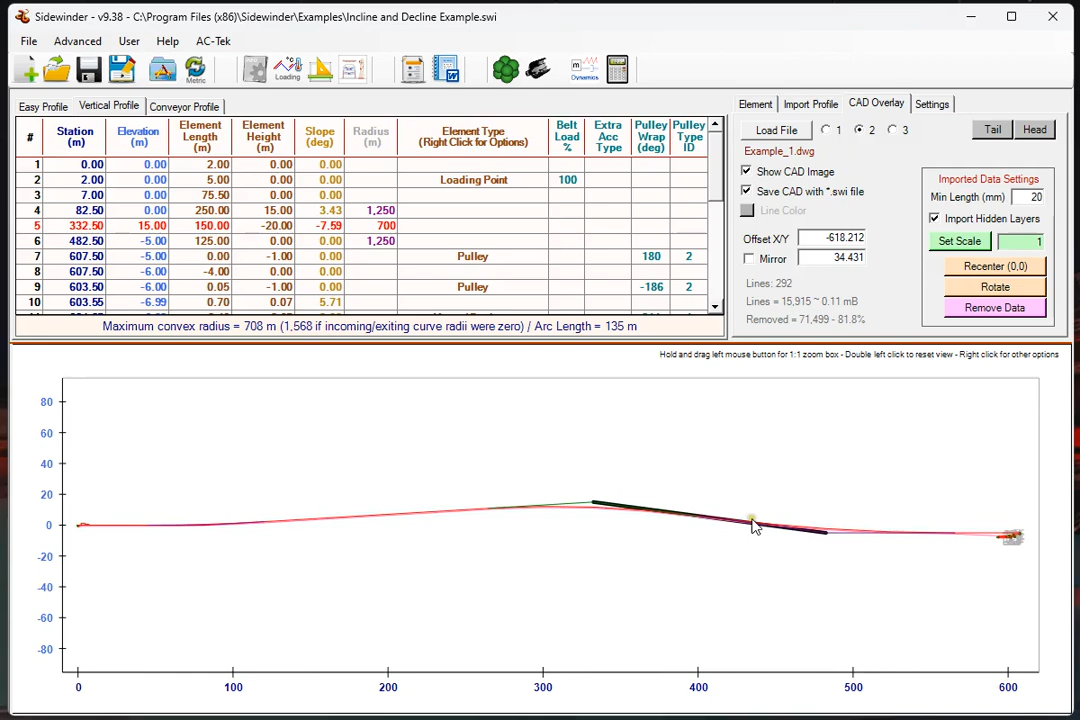 Sidewinder - v9.38 - C:\Program Files (x86)\Sidewinder\Examples\Incline and Decline Example.swi
File Advanced User Help AC-Tek
Metric Loading W m Dynamics
Easy Profile Vertical Profile Conveyor Profile
# Station (m) Elevation (m) Element Length (m) Element Height (m) Slope (deg) Radius (m) Element Type (Right Click for Options) Belt Load % Extra Acc Type Pulley Wrap (deg) Pulley Type ID
1 0.00 0.00 2.00 0.00 0.00
2 2.00 0.00 5.00 0.00 0.00 Loading Point 100
3 7.00 0.00 75.50 0.00 0.00
4 82.50 0.00 250.00 15.00 3.43 1,250
5 332.50 15.00 150.00 -20.00 -7.59 700
6 482.50 -5.00 125.00 0.00 0.00 1,250
7 607.50 -5.00 0.00 -1.00 0.00 Pulley 180 2
8 607.50 -6.00 -4.00 0.00 0.00
9 603.50 -6.00 0.05 -1.00 0.00 Pulley -186 2
10 603.55 -6.99 0.70 0.07 5.71
Maximum convex radius = 708 m (1,568 if incoming/exiting curve radii were zero) / Arc Length = 135 m
Element Import Profile CAD Overlay Settings
Load File 1 2 3 Tail Head
Example_1.dwg
Show CAD Image
Save CAD with *.swi file
Line Color
Offset X/Y -618.212
Mirror 34.431
Lines: 292
Lines = 15,915 ~ 0.11 mB
Removed = 71,499 - 81.8%
Imported Data Settings
Min Length (mm) 20
Import Hidden Layers
Set Scale 1
Recenter (0,0)
Rotate
Remove Data
Hold and drag left mouse button for 1:1 zoom box - Double left click to reset view - Right click for other options
80
60
40
20
0
-20
-40
-60
-80
0 100 200 300 400 500 600